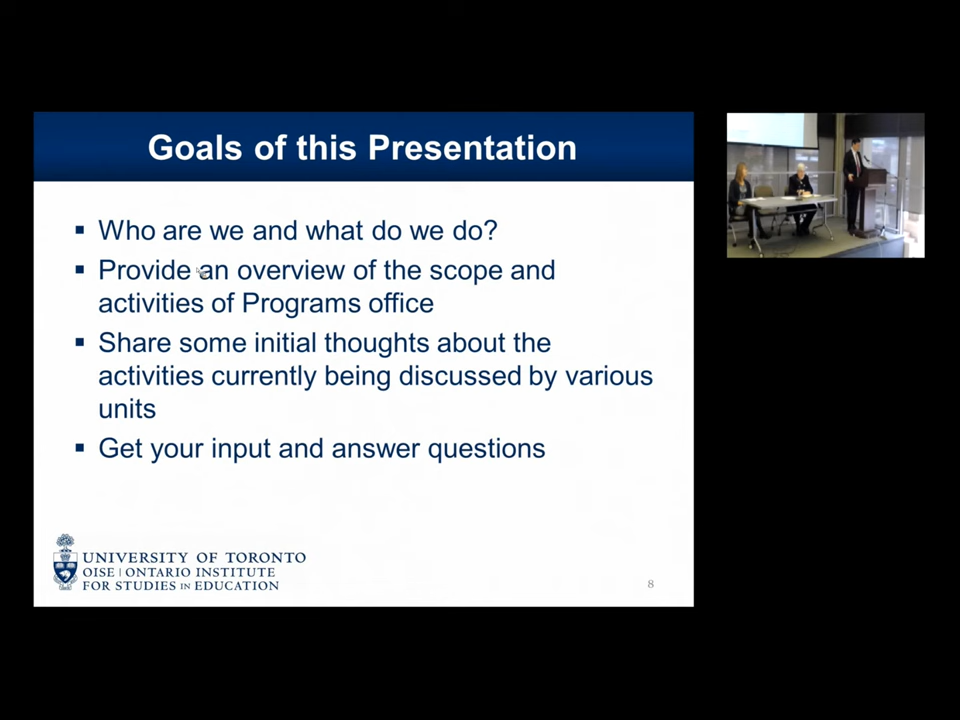 Goals of this Presentation
▪ Who are we and what do we do?
▪ Provide an overview of the scope and
activities of Programs office
▪ Share some initial thoughts about the
activities currently being discussed by various
units
▪ Get your input and answer questions
UNIVERSITY OF TORONTO
OISE | ONTARIO INSTITUTE
FOR STUDIES IN EDUCATION
8